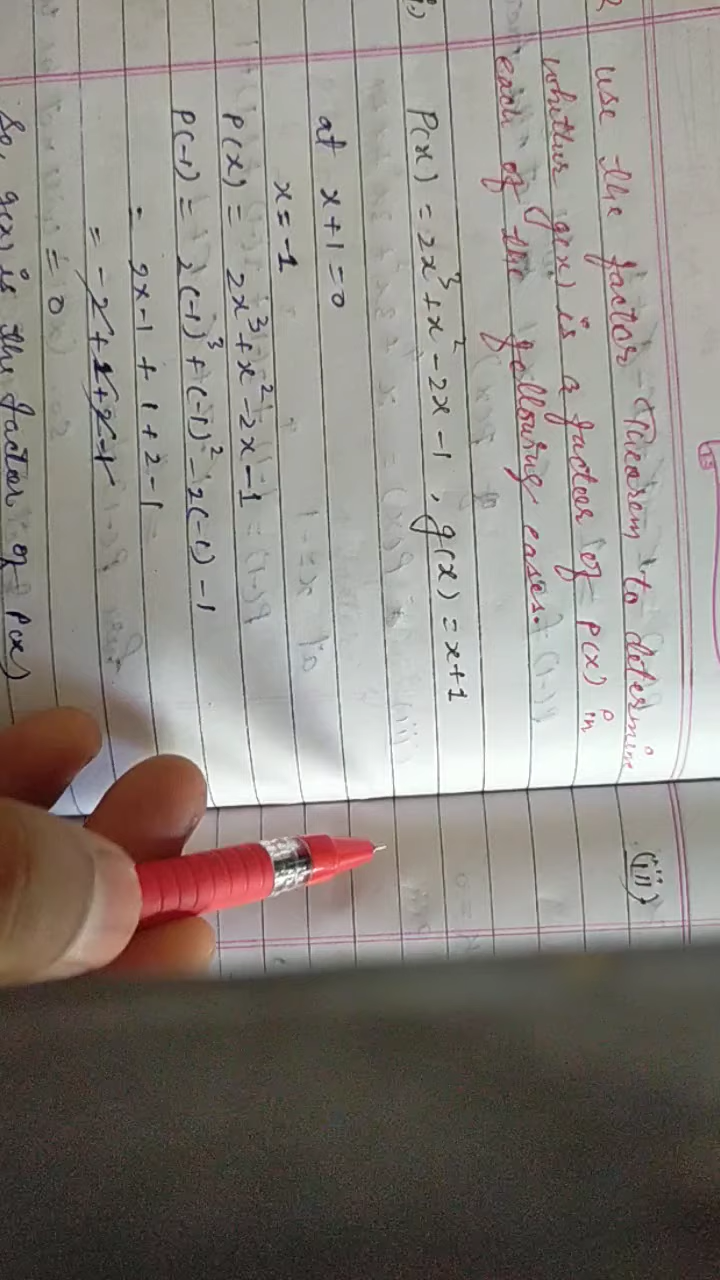 use the factor Theorem to determine
whether g(x) is a factor of P(x) in
each of the following cases.
P(x) = 2x³ + x² - 2x - 1, g(x) = x+1
at x+1=0
x = -1
P(x) = 2x³+x² - 2x - 1
P(-1) = 2(-1)³ + (-1)² - 2(-1) - 1
= 2x-1 + 1 + 2 - 1
= -2 + 1 + 2 - 1
= 0
So, g(x) is the factor of P(x)
(iii)